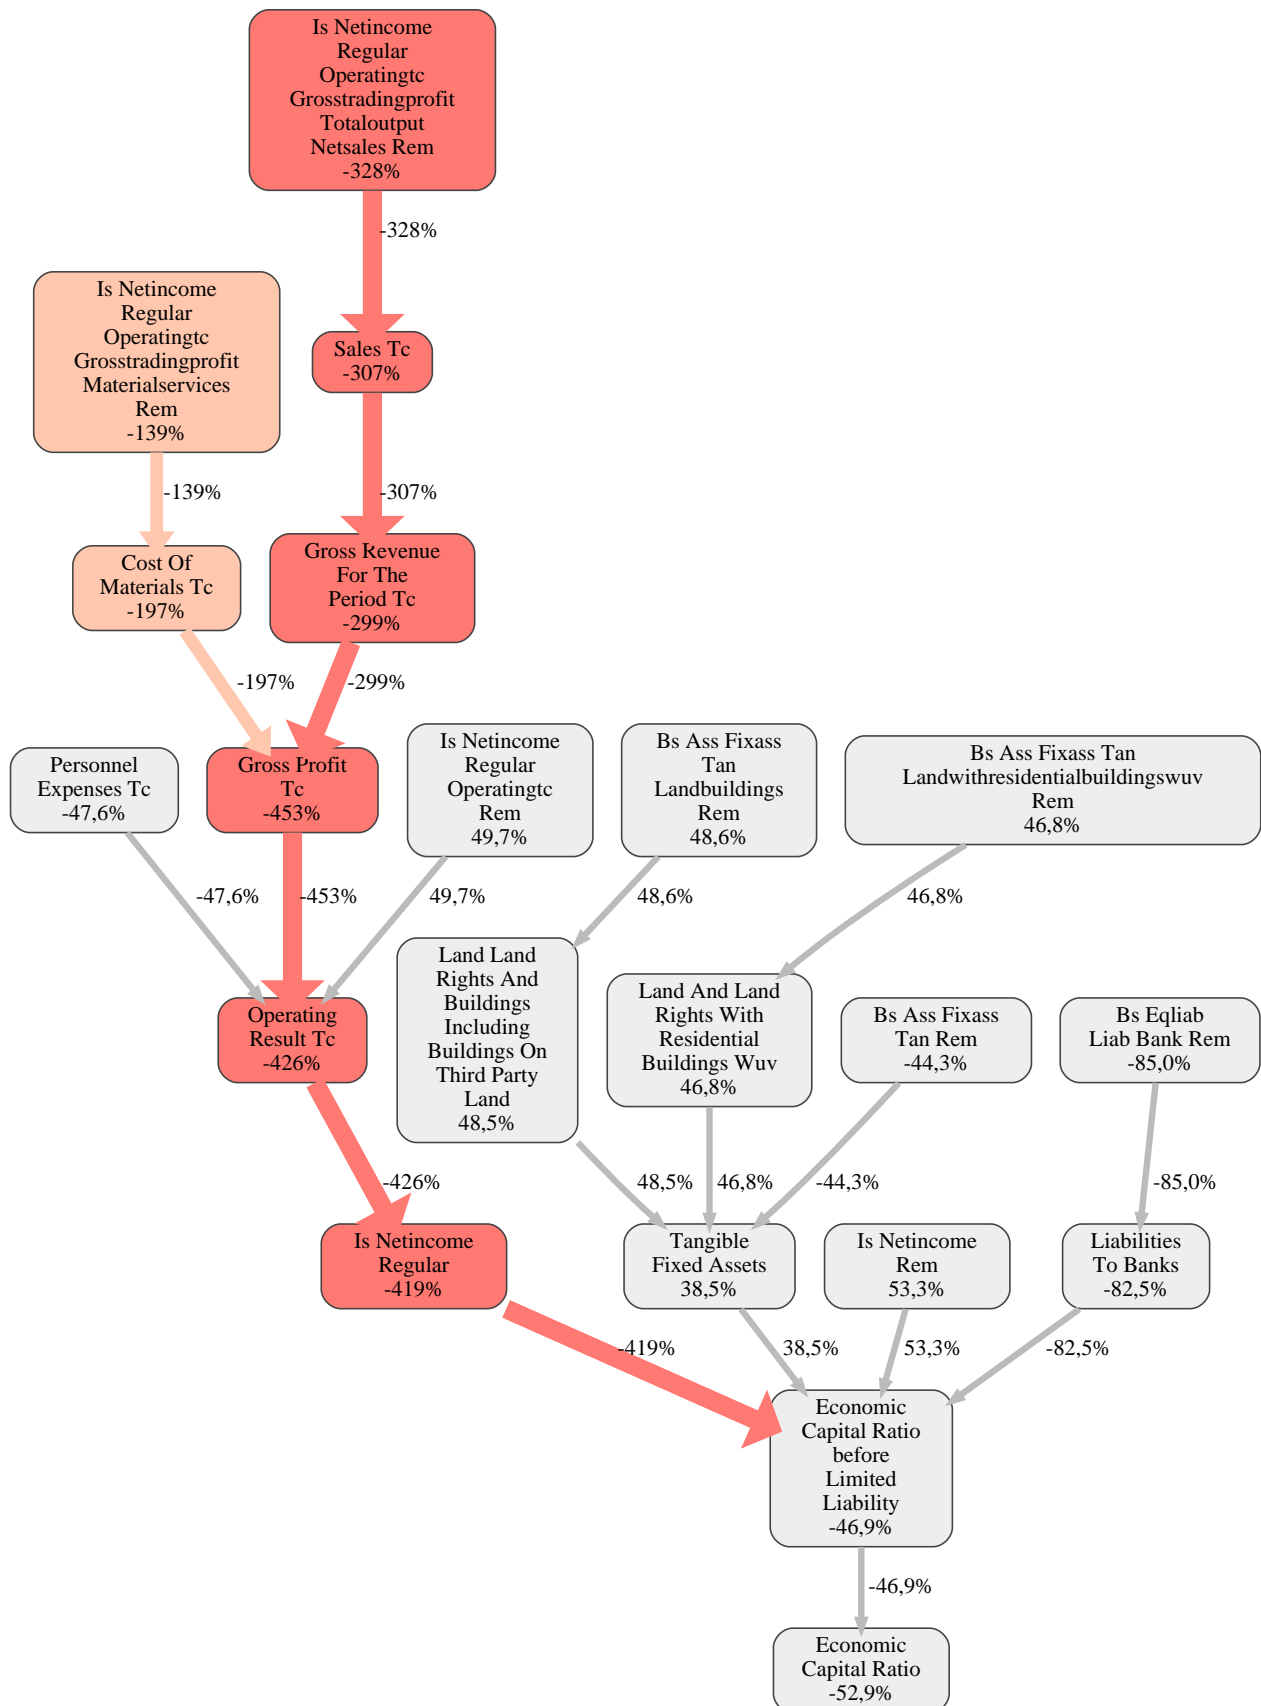 Is Netincome
Regular
Operatingtc
Grosstradingprofit
Totaloutput
Netsales Rem
-328%
-328%
Is Netincome
Regular
Operatingtc
Grosstradingprofit
Materialservices
Rem
-139%
Sales Tc
-307%
-139%
-307%
Cost Of
Materials Tc
-197%
Gross Revenue
For The
Period Tc
-299%
-197%
-299%
Personnel
Expenses Tc
-47,6%
Gross Profit
Tc
-453%
Is Netincome
Regular
Operatingtc
Rem
49,7%
Bs Ass Fixass
Tan
Landbuildings
Rem
48,6%
Bs Ass Fixass Tan
Landwithresidentialbuildingswuv
Rem
46,8%
-47,6%
-453%
49,7%
48,6%
46,8%
Operating
Result Tc
-426%
Land Land
Rights And
Buildings
Including
Buildings On
Third Party
Land
48,5%
Land And Land
Rights With
Residential
Buildings Wuv
46,8%
Bs Ass Fixass
Tan Rem
-44,3%
Bs Eqliab
Liab Bank Rem
-85,0%
-426%
48,5%
46,8%
-44,3%
-85,0%
Is Netincome
Regular
-419%
Tangible
Fixed Assets
38,5%
Is Netincome
Rem
53,3%
Liabilities
To Banks
-82,5%
-419%
38,5%
53,3%
-82,5%
Economic
Capital Ratio
before
Limited
Liability
-46,9%
-46,9%
Economic
Capital Ratio
-52,9%